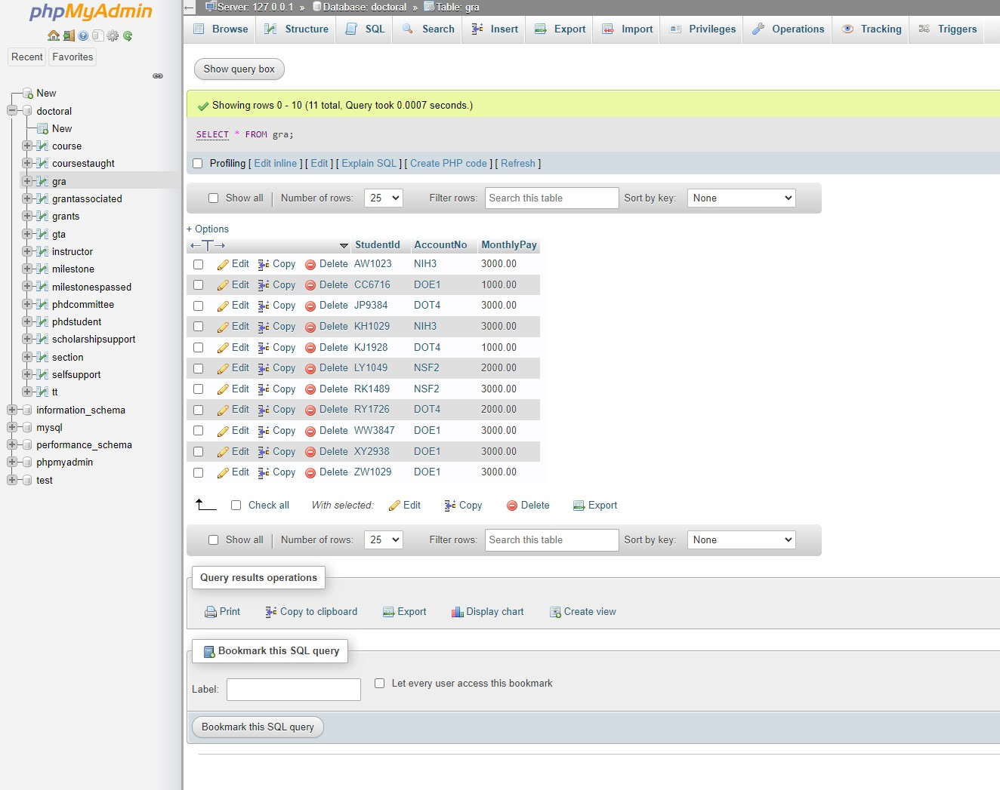 phpMyAdmin
Recent Favorites
New
doctoral
New
course
coursestaught
gra
grantassociated
grants
gta
instructor
milestone
milestonespassed
phdcommittee
phdstudent
scholarshipsupport
section
selfsupport
tt
information_schema
mysql
performance_schema
phpmyadmin
test
Server: 127.0.0.1 » Database: doctoral » Table: gra
Browse Structure SQL Search Insert Export Import Privileges Operations Tracking Triggers
Show query box
Showing rows 0 - 10 (11 total, Query took 0.0007 seconds.)
SELECT * FROM gra;
Profiling [ Edit inline ] [ Edit ] [ Explain SQL ] [ Create PHP code ] [ Refresh ]
Show all | Number of rows: 25 Filter rows: Search this table Sort by key: None
+ Options
←T→ StudentId AccountNo MonthlyPay
Edit Copy Delete AW1023 NIH3 3000.00
Edit Copy Delete CC6716 DOE1 1000.00
Edit Copy Delete JP9384 DOT4 3000.00
Edit Copy Delete KH1029 NIH3 3000.00
Edit Copy Delete KJ1928 DOT4 1000.00
Edit Copy Delete LY1049 NSF2 2000.00
Edit Copy Delete RK1489 NSF2 3000.00
Edit Copy Delete RY1726 DOT4 2000.00
Edit Copy Delete WW3847 DOE1 3000.00
Edit Copy Delete XY2938 DOE1 3000.00
Edit Copy Delete ZW1029 DOE1 3000.00
Check all With selected: Edit Copy Delete Export
Show all | Number of rows: 25 Filter rows: Search this table Sort by key: None
Query results operations
Print Copy to clipboard Export Display chart Create view
Bookmark this SQL query
Label: Let every user access this bookmark
Bookmark this SQL query